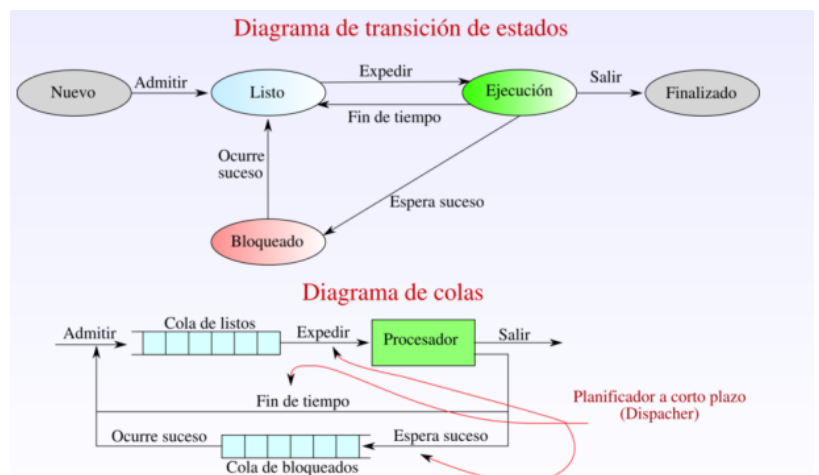 Diagrama de transición de estados
Nuevo
Admitir
Listo
Expedir
Ejecución
Salir
Finalizado
Fin de tiempo
Ocurre
suceso
Espera suceso
Bloqueado
Diagrama de colas
Admitir
Cola de listos
Expedir
Procesador
Salir
Fin de tiempo
Planificador a corto plazo
(Dispacher)
Ocurre suceso
Espera suceso
Cola de bloqueados